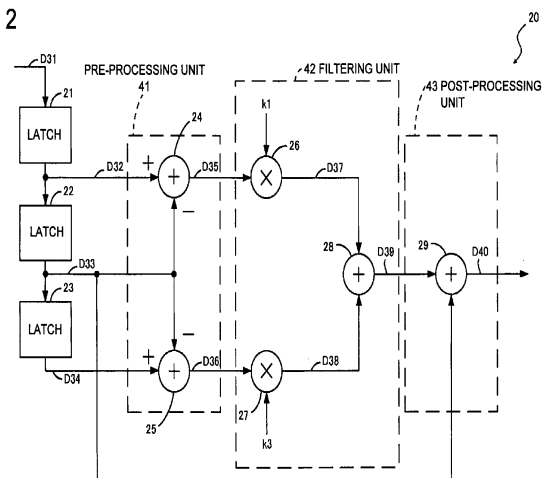 2
20
D31
PRE-PROCESSING UNIT
41
42 FILTERING UNIT
43 POST-PROCESSING
UNIT
21
LATCH
24
k1
26
+
D32
+
D35
X
D37
22
LATCH
−
28
29
D33
+
D39
+
D40
23
LATCH
−
+
D34
+
D36
X
D38
25
27
k3